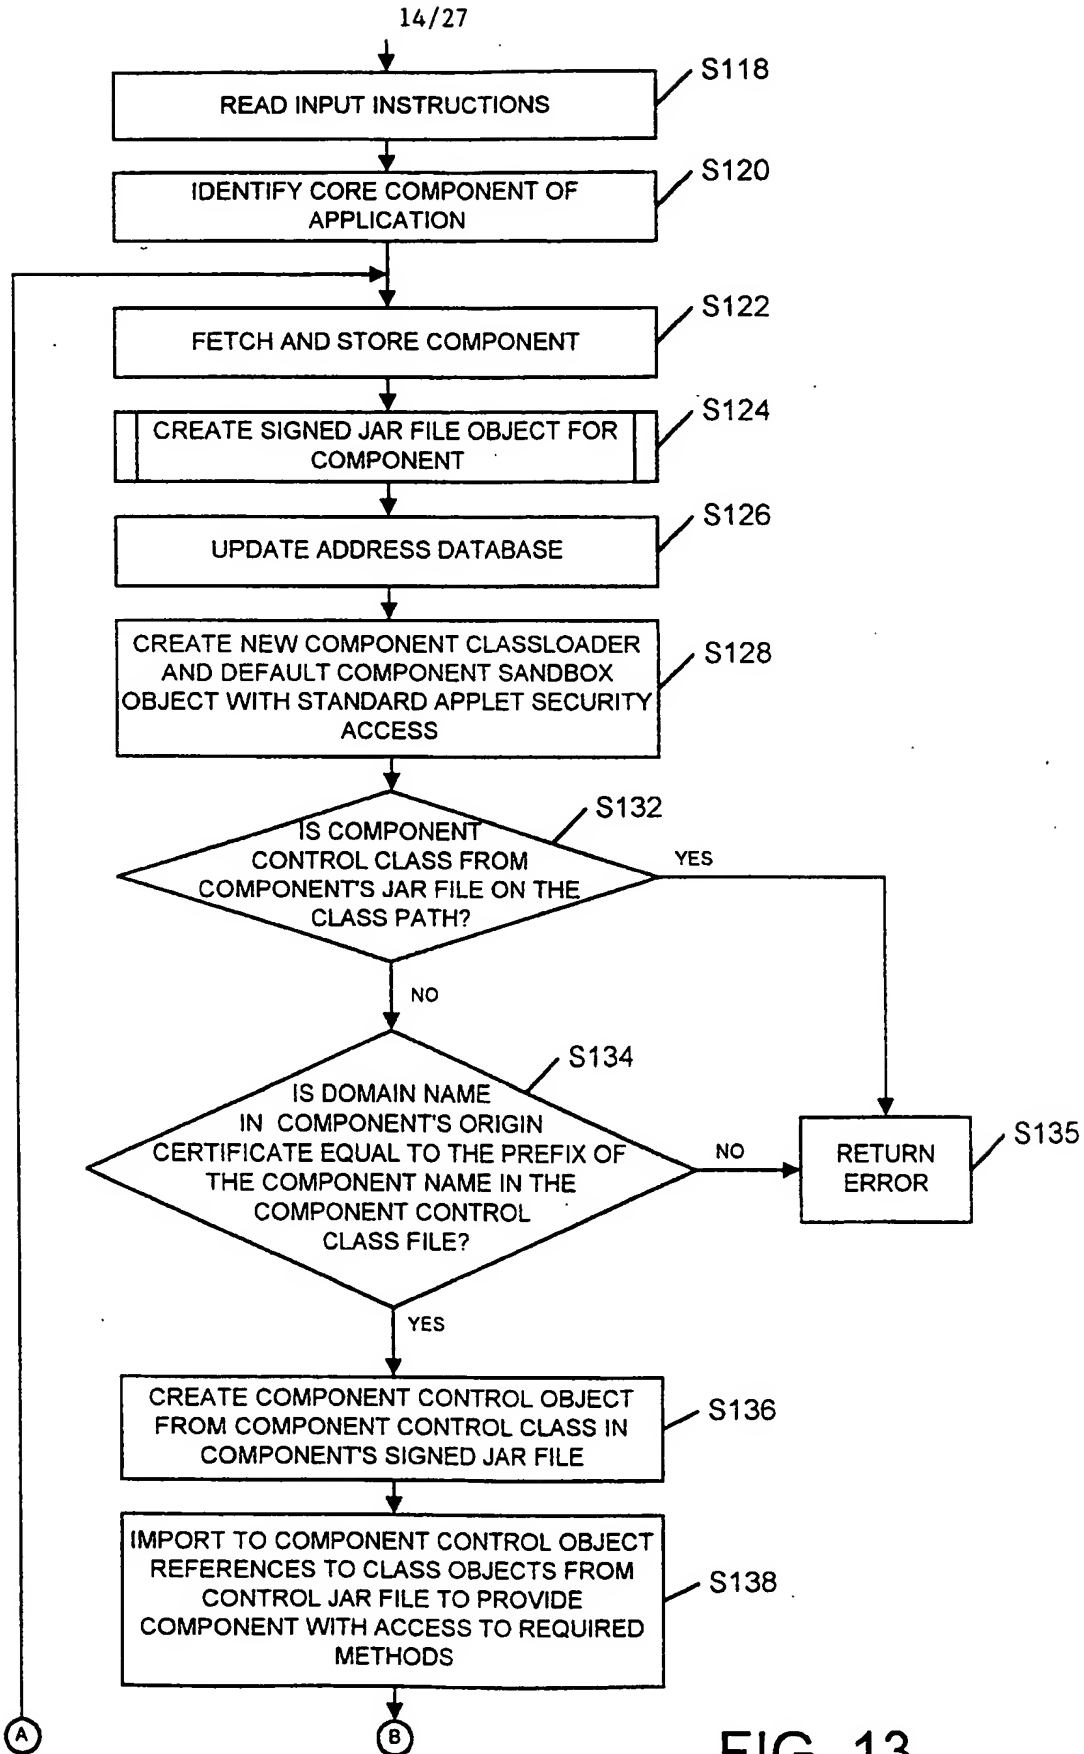 14/27
S118
READ INPUT INSTRUCTIONS
S120
IDENTIFY CORE COMPONENT OF
APPLICATION
S122
FETCH AND STORE COMPONENT
S124
CREATE SIGNED JAR FILE OBJECT FOR
COMPONENT
S126
UPDATE ADDRESS DATABASE
S128
CREATE NEW COMPONENT CLASSLOADER
AND DEFAULT COMPONENT SANDBOX
OBJECT WITH STANDARD APPLET SECURITY
ACCESS
S132
IS COMPONENT
CONTROL CLASS FROM
COMPONENT'S JAR FILE ON THE
CLASS PATH?
YES
NO
S134
IS DOMAIN NAME
IN COMPONENT'S ORIGIN
CERTIFICATE EQUAL TO THE PREFIX OF
THE COMPONENT NAME IN THE
COMPONENT CONTROL
CLASS FILE?
NO
S135
RETURN
ERROR
YES
S136
CREATE COMPONENT CONTROL OBJECT
FROM COMPONENT CONTROL CLASS IN
COMPONENT'S SIGNED JAR FILE
S138
IMPORT TO COMPONENT CONTROL OBJECT
REFERENCES TO CLASS OBJECTS FROM
CONTROL JAR FILE TO PROVIDE
COMPONENT WITH ACCESS TO REQUIRED
METHODS
A
B
FIG. 13